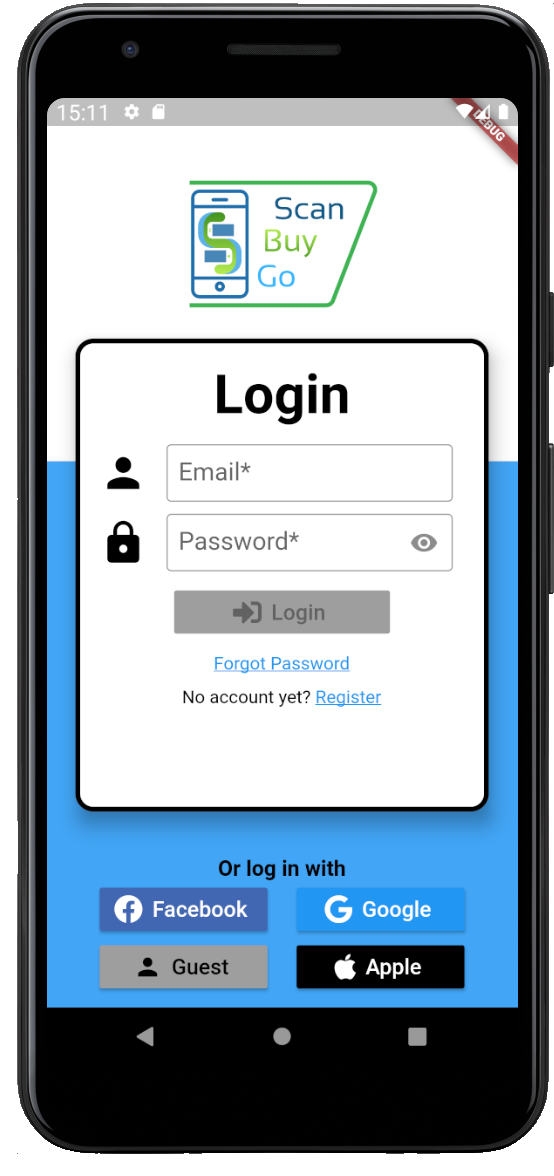 15:11
DEBUG
Scan
Buy
Go
Login
Email*
Password*
Login
Forgot Password
No account yet? Register
Or log in with
Facebook
Google
Guest
Apple